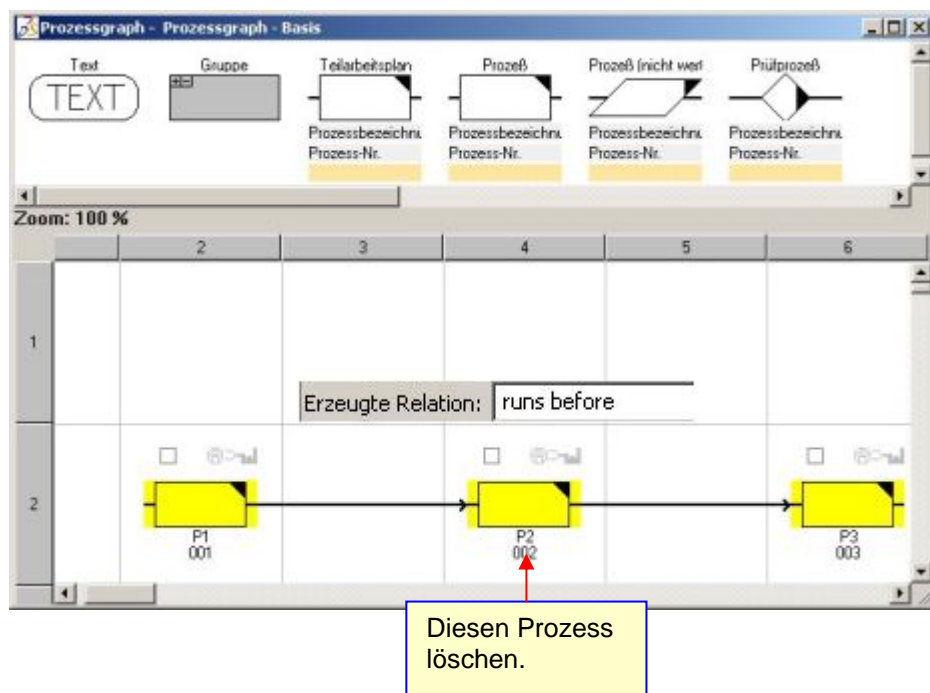 Prozessgraph - Prozessgraph - Basis
Text Gruppe Teilarbeitsplan Prozeß Prozeß (nicht wert Prüfprozeß
TEXT
Prozessbezeichnu Prozessbezeichnu Prozessbezeichnu Prozessbezeichnu
Prozess-Nr. Prozess-Nr. Prozess-Nr. Prozess-Nr.
Zoom: 100 %
2 3 4 5 6
1
Erzeugte Relation: runs before
2
P1 P2 P3
001 002 003
Diesen Prozess
löschen.